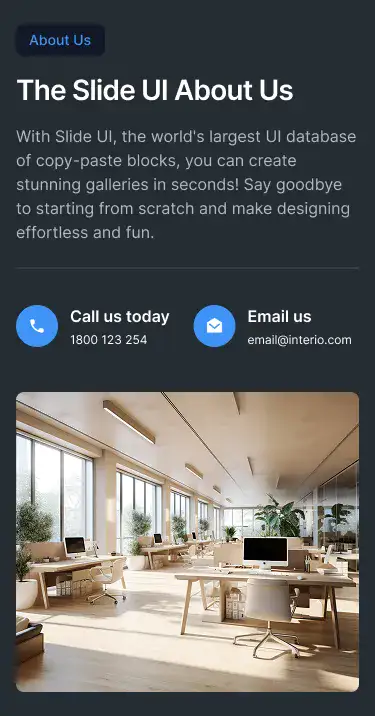 About Us
The Slide UI About Us
With Slide UI, the world's largest UI database
of copy-paste blocks, you can create
stunning galleries in seconds! Say goodbye
to starting from scratch and make designing
effortless and fun.
Call us today
1800 123 254
Email us
email@interio.com